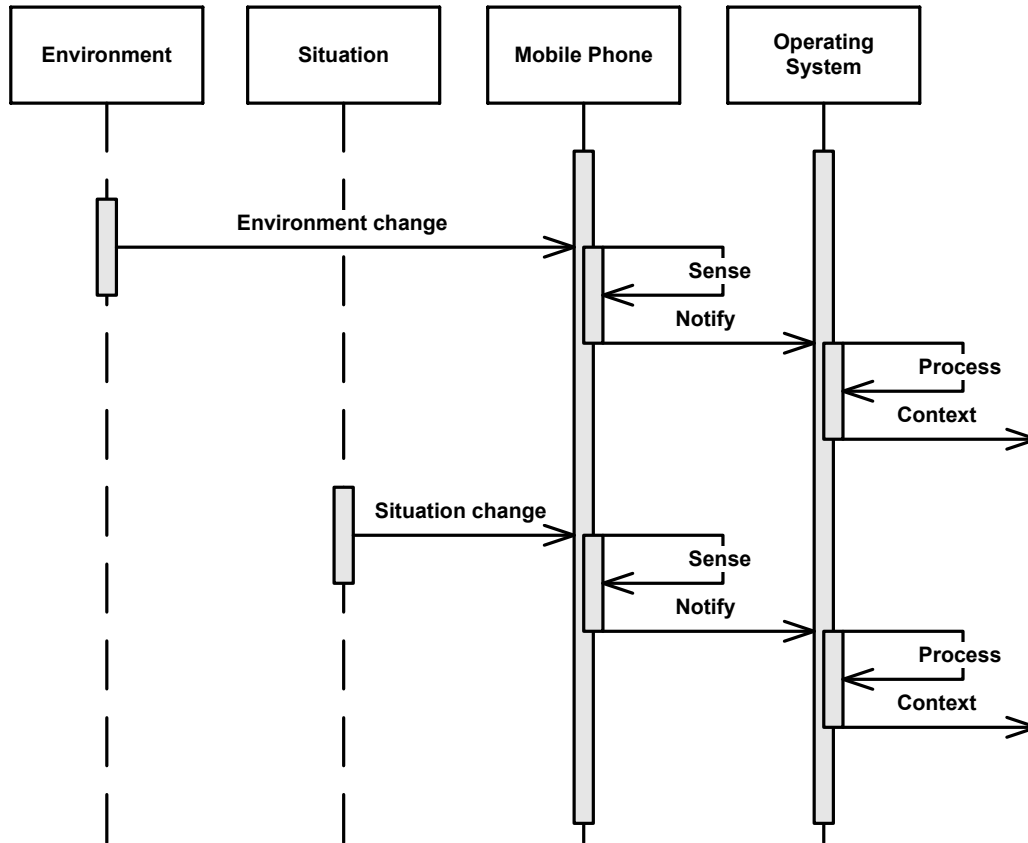 Environment
Situation
Mobile Phone
Operating
System
Environment change
Sense
Notify
Process
Context
Situation change
Sense
Notify
Process
Context